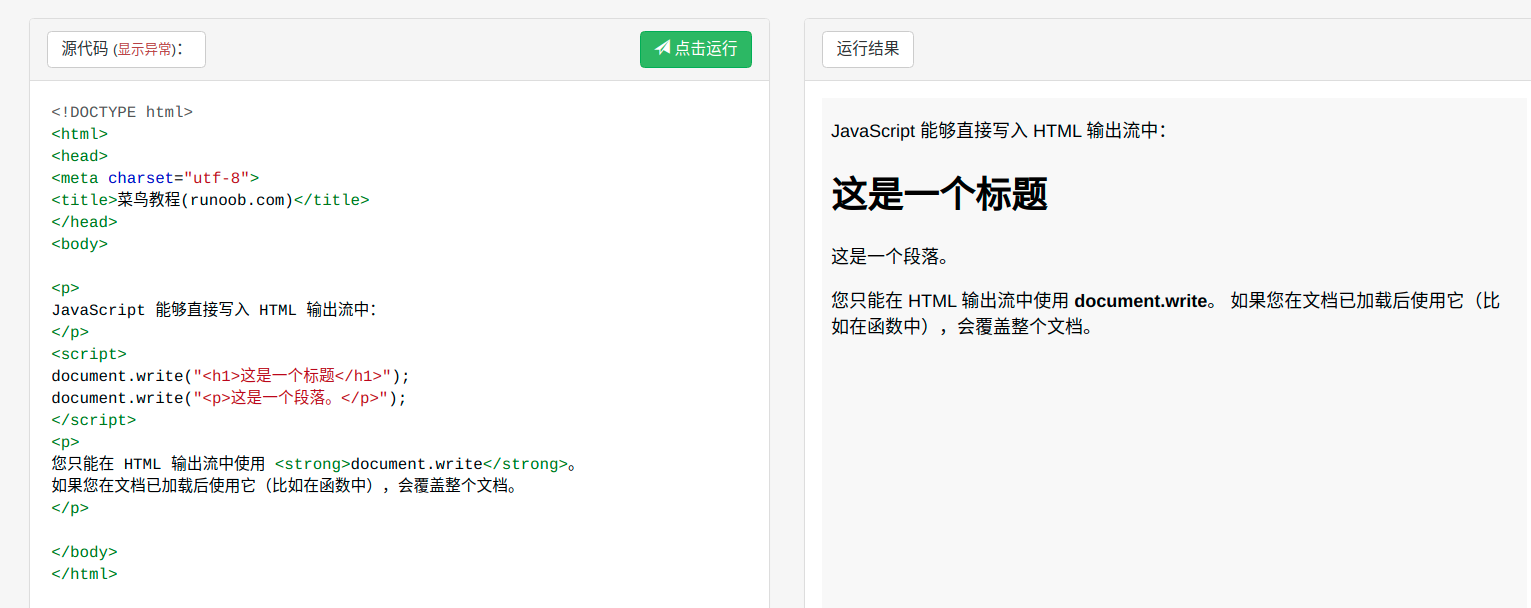 源代码 (显示异常)：
点击运行
<!DOCTYPE html>
<html>
<head>
<meta charset="utf-8">
<title>菜鸟教程(runoob.com)</title>
</head>
<body>
<p>
JavaScript 能够直接写入 HTML 输出流中：
</p>
<script>
document.write("<h1>这是一个标题</h1>");
document.write("<p>这是一个段落。</p>");
</script>
<p>
您只能在 HTML 输出流中使用 <strong>document.write</strong>。
如果您在文档已加载后使用它（比如在函数中），会覆盖整个文档。
</p>
</body>
</html>
运行结果
JavaScript 能够直接写入 HTML 输出流中：
这是一个标题
这是一个段落。
您只能在 HTML 输出流中使用 document.write。 如果您在文档已加载后使用它（比
如在函数中），会覆盖整个文档。